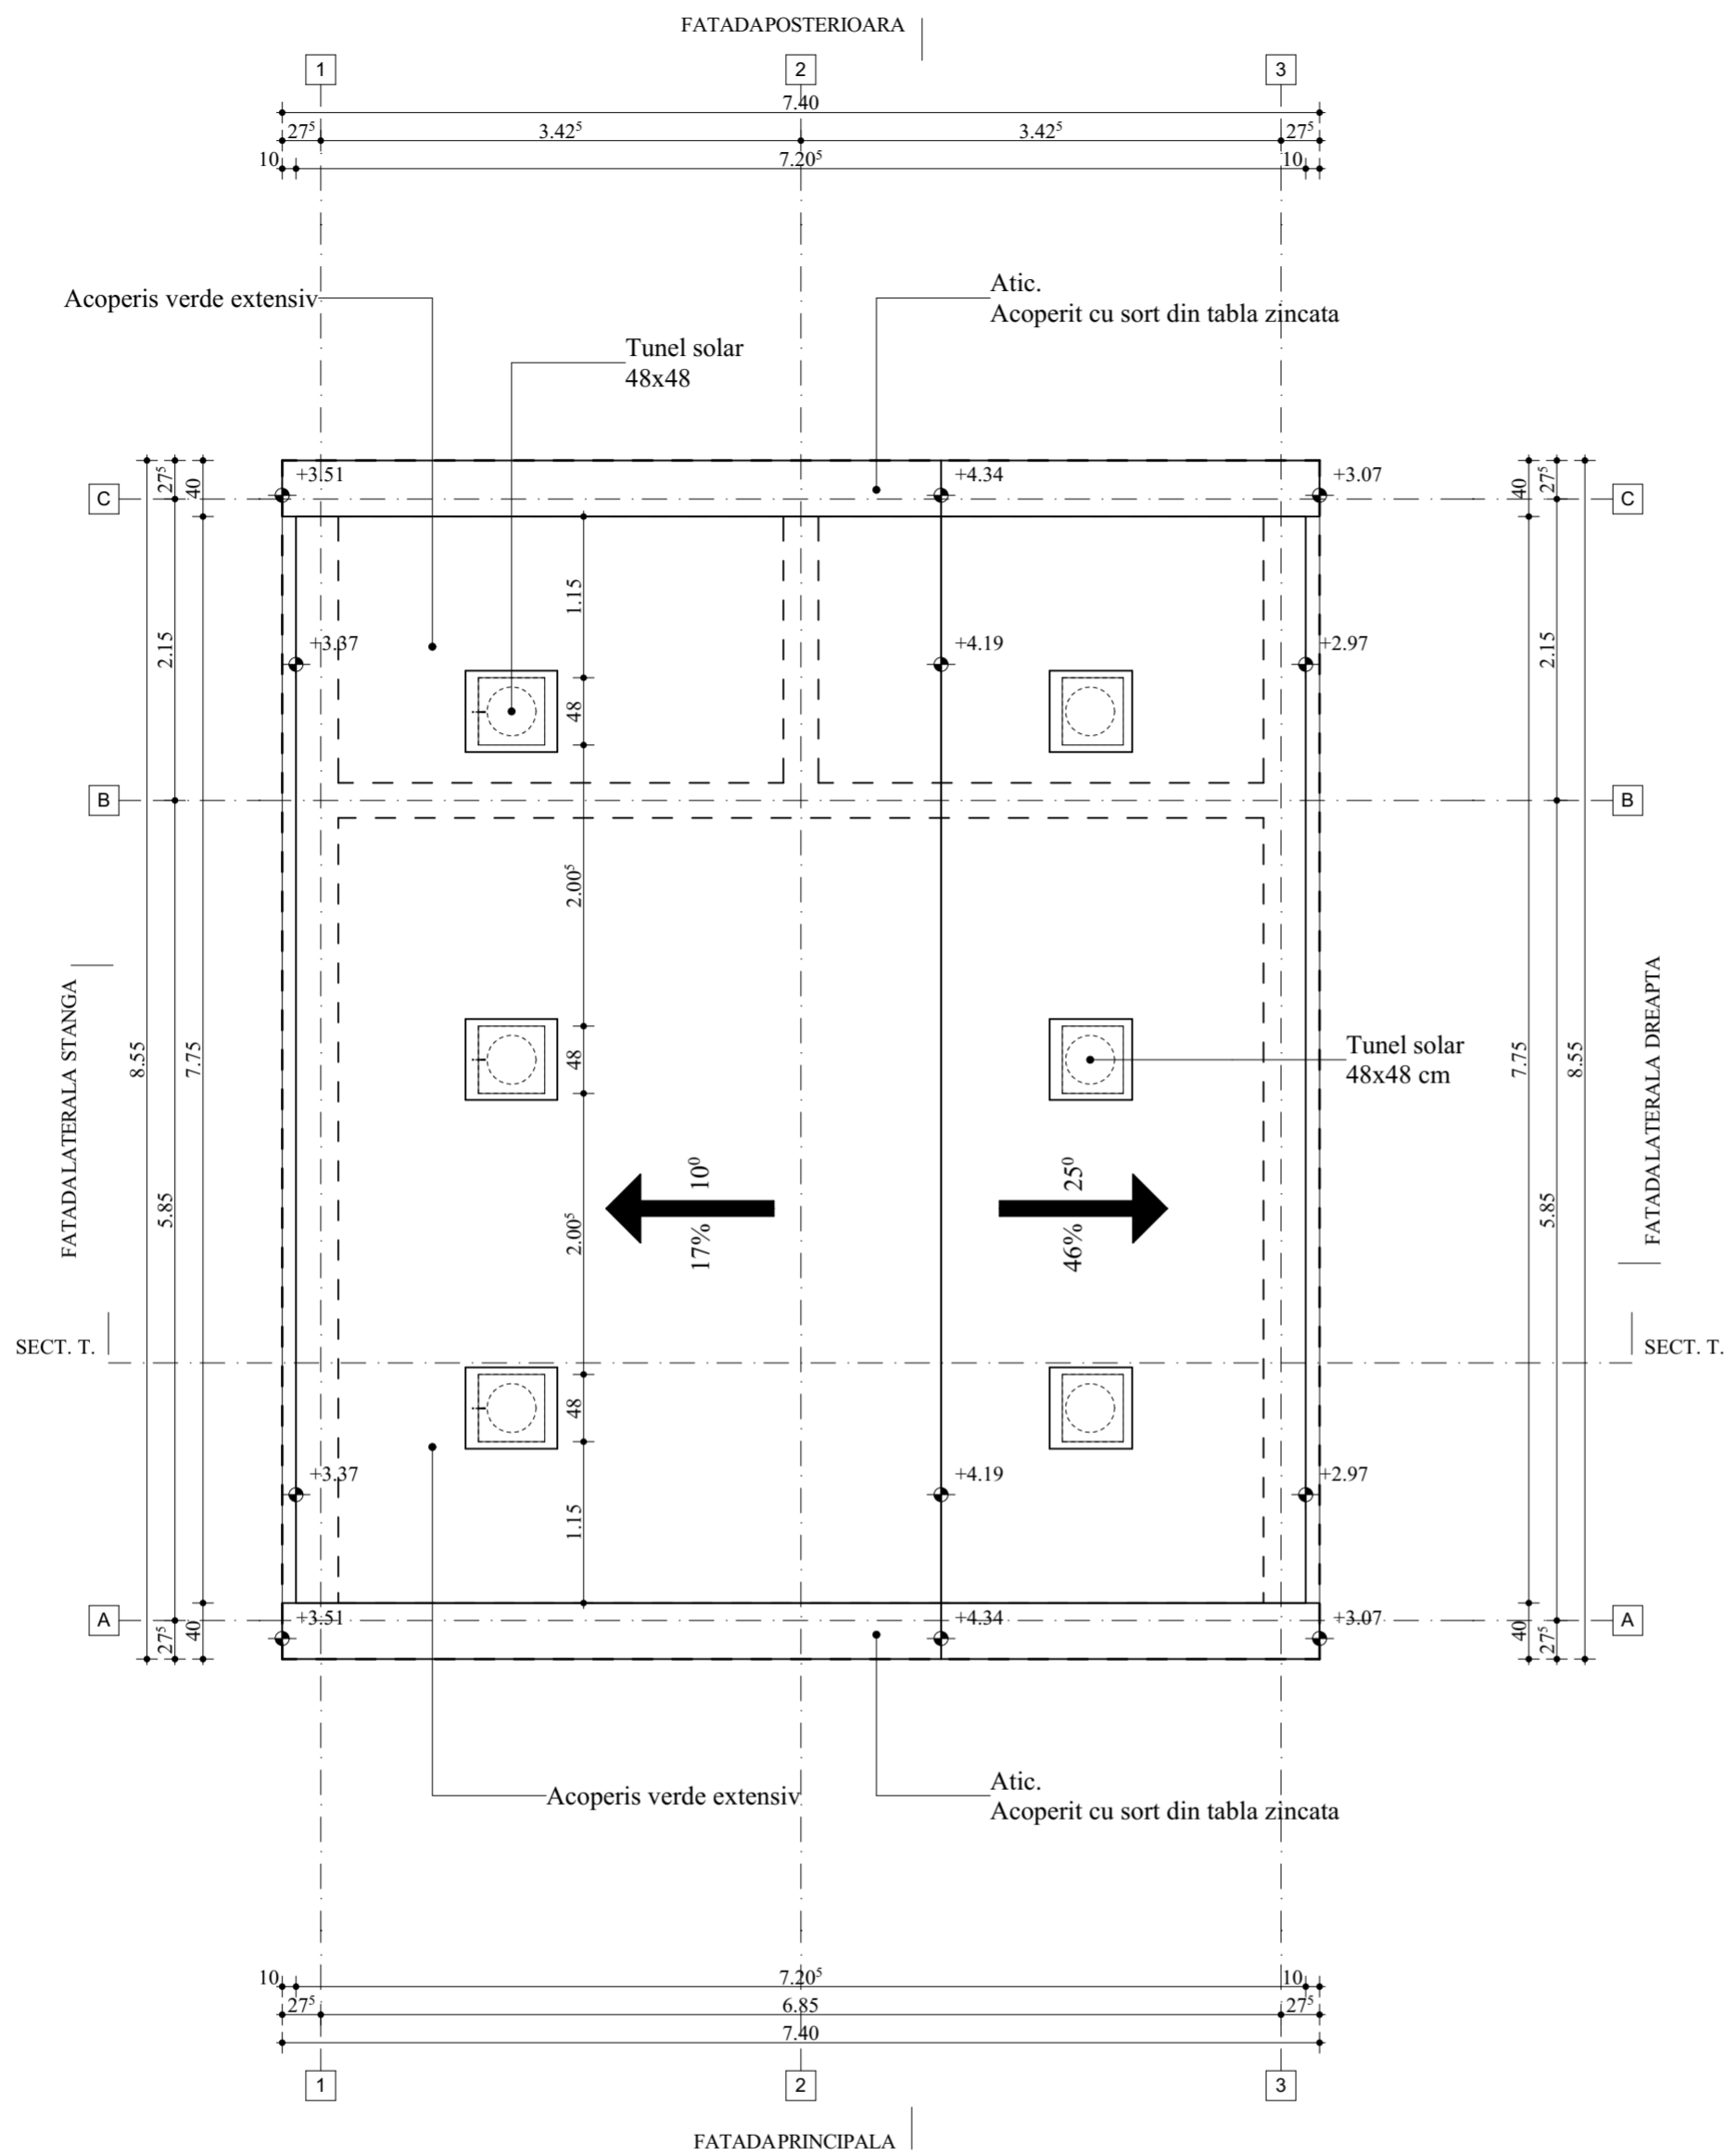 FATADAPOSTERIOARA
1
2
3
7.40
27⁵
3.42⁵
3.42⁵
27⁵
10
7.20⁵
10
Acoperis verde extensiv
Atic.
Acoperit cu sort din tabla zincata
Tunel solar
48x48
+3.51
+4.34
+3.07
C
27⁵
40
40
27⁵
C
1.15
2.15
+3.37
+4.19
+2.97
2.15
48
B
B
2.00⁵
FATADALATERALA STANGA
8.55
7.75
48
Tunel solar
48x48 cm
7.75
8.55
FATADALATERALA DREAPTA
5.85
2.00⁵
10⁰
17%
25⁰
46%
5.85
SECT. T.
SECT. T.
48
+3.37
+4.19
+2.97
1.15
A
27⁵
40
+3.51
+4.34
+3.07
40
27⁵
A
Acoperis verde extensiv
Atic.
Acoperit cu sort din tabla zincata
10
7.20⁵
10
27⁵
6.85
27⁵
7.40
1
2
3
FATADAPRINCIPALA